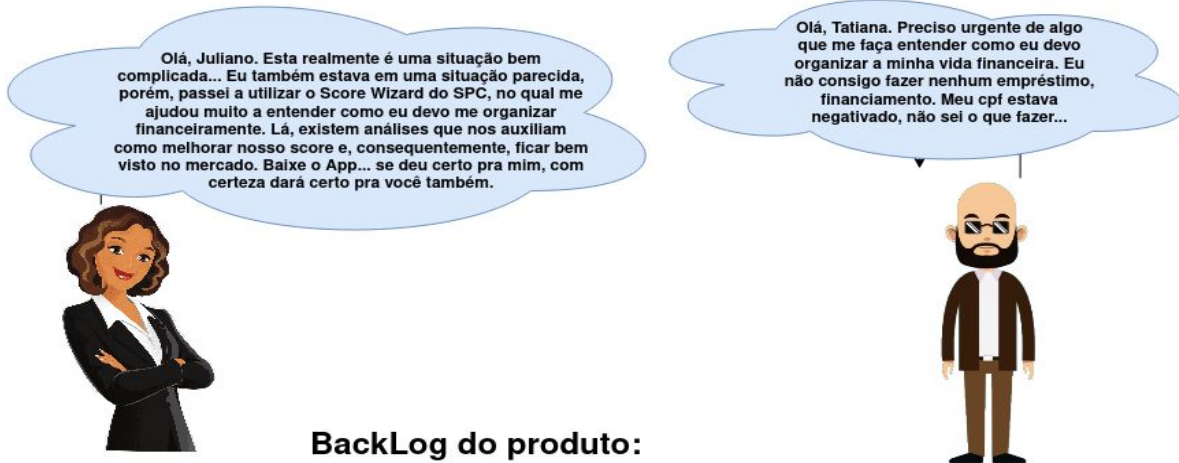 Olá, Juliano. Esta realmente é uma situação bem
complicada... Eu também estava em uma situação parecida,
porém, passei a utilizar o Score Wizard do SPC, no qual me
ajudou muito a entender como eu devo me organizar
financeiramente. Lá, existem análises que nos auxiliam
como melhorar nosso score e, consequentemente, ficar bem
visto no mercado. Baixe o App... se deu certo pra mim, com
certeza dará certo pra você também.
Olá, Tatiana. Preciso urgente de algo
que me faça entender como eu devo
organizar a minha vida financeira. Eu
não consigo fazer nenhum empréstimo,
financiamento. Meu cpf estava
negativado, não sei o que fazer...
BackLog do produto: